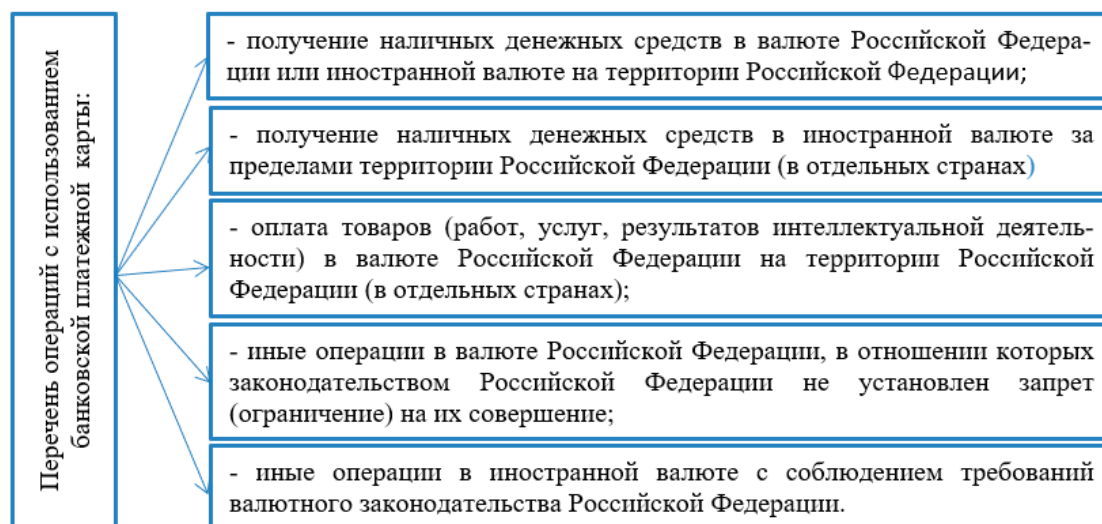 Перечень операций с использованием
банковской платежной карты:
- получение наличных денежных средств в валюте Российской Федера-
ции или иностранной валюте на территории Российской Федерации;
- получение наличных денежных средств в иностранной валюте за
пределами территории Российской Федерации (в отдельных странах)
- оплата товаров (работ, услуг, результатов интеллектуальной деятель-
ности) в валюте Российской Федерации на территории Российской
Федерации (в отдельных странах);
- иные операции в валюте Российской Федерации, в отношении которых
законодательством Российской Федерации не установлен запрет
(ограничение) на их совершение;
- иные операции в иностранной валюте с соблюдением требований
валютного законодательства Российской Федерации.